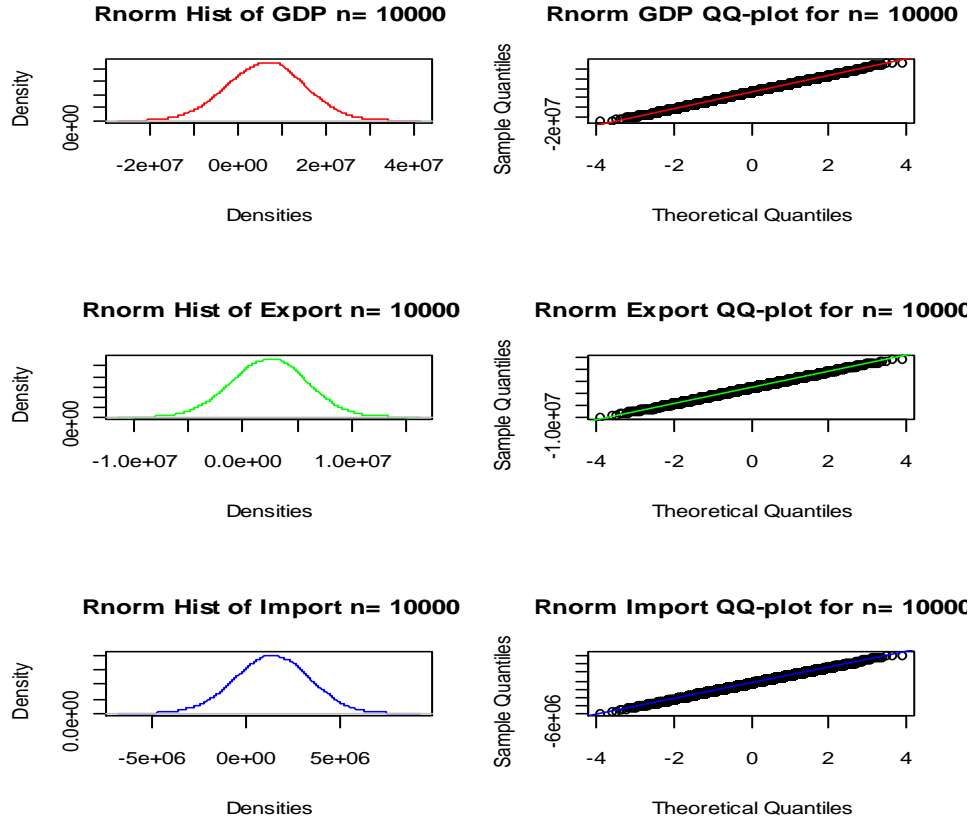 Rnorm Hist of GDP n= 10000
Density
0e+00
-2e+07 0e+00 2e+07 4e+07
Densities
Rnorm GDP QQ-plot for n= 10000
Sample Quantiles
-2e+07
-4 -2 0 2 4
Theoretical Quantiles
Rnorm Hist of Export n= 10000
Density
0e+00
-1.0e+07 0.0e+00 1.0e+07
Densities
Rnorm Export QQ-plot for n= 10000
Sample Quantiles
-1.0e+07
-4 -2 0 2 4
Theoretical Quantiles
Rnorm Hist of Import n= 10000
Density
0.0e+00
-5e+06 0e+00 5e+06
Densities
Rnorm Import QQ-plot for n= 10000
Sample Quantiles
-6e+06
-4 -2 0 2 4
Theoretical Quantiles